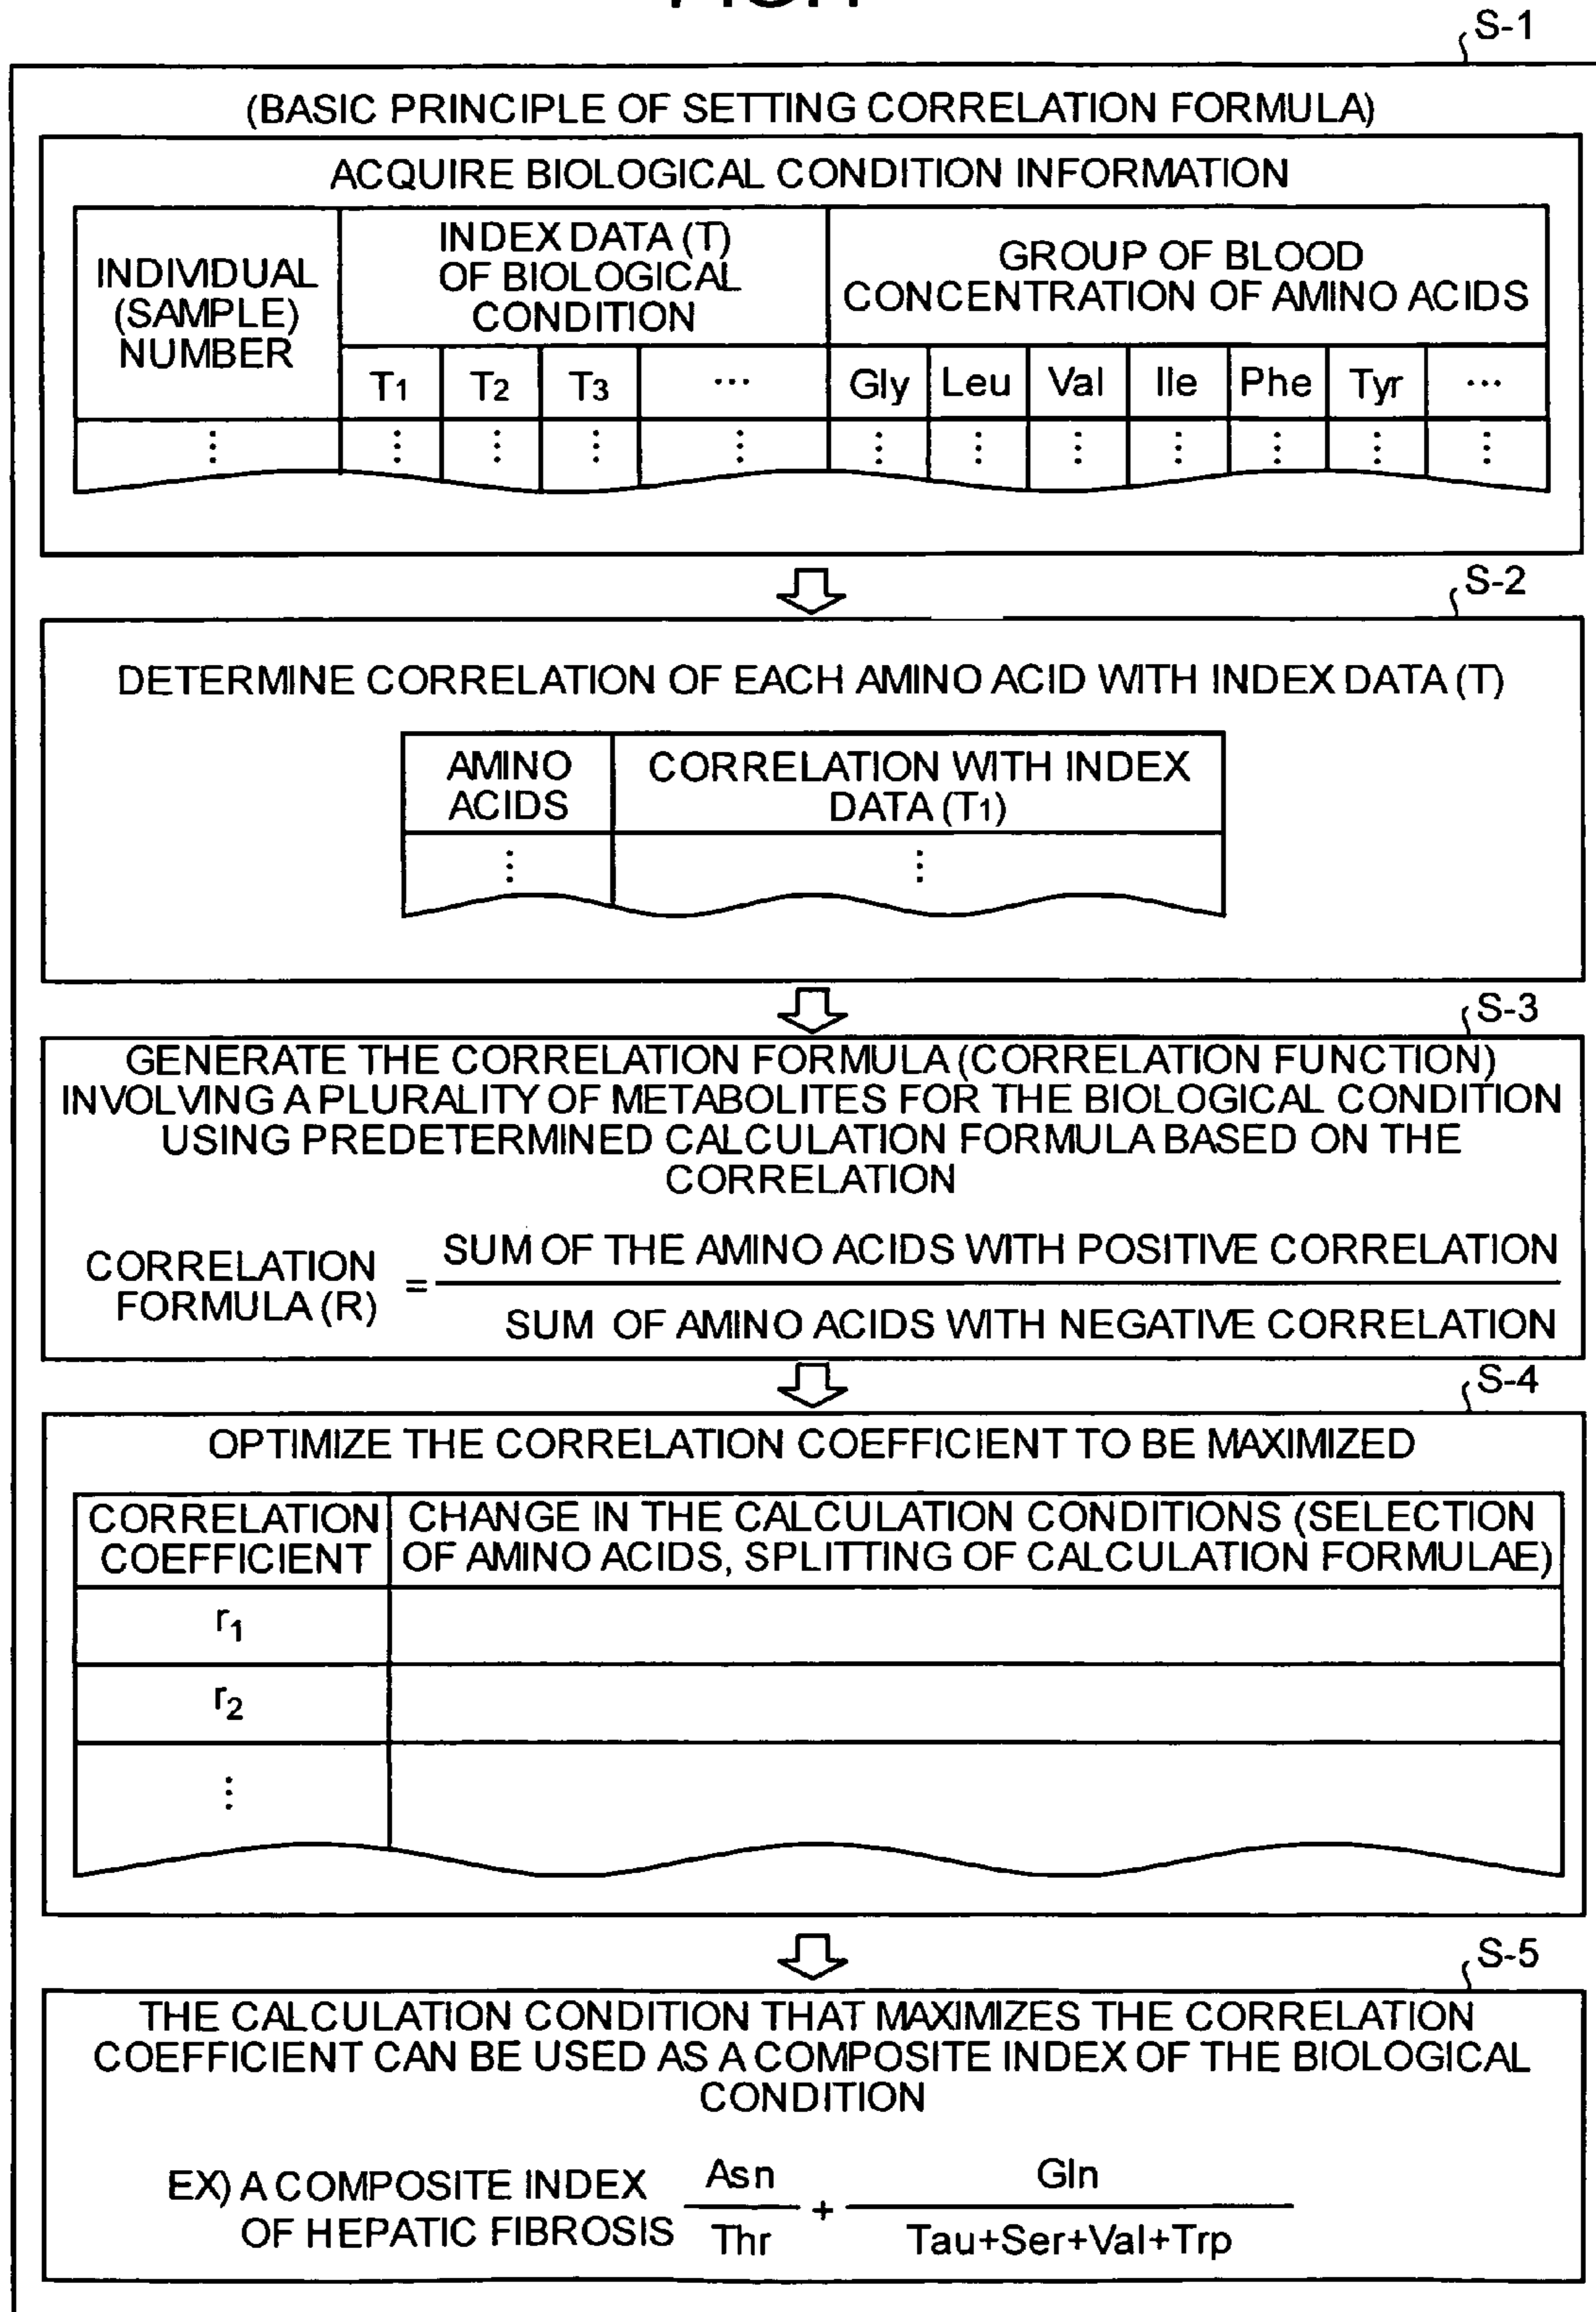 S-1
(BASIC PRINCIPLE OF SETTING CORRELATION FORMULA)
ACQUIRE BIOLOGICAL CONDITION INFORMATION
INDIVIDUAL
(SAMPLE)
NUMBER
INDEX DATA (T)
OF BIOLOGICAL
CONDITION
GROUP OF BLOOD
CONCENTRATION OF AMINO ACIDS
T1 T2 T3 ... Gly Leu Val Ile Phe Tyr ...
⋮ ⋮ ⋮ ⋮ ⋮ ⋮ ⋮ ⋮ ⋮ ⋮ ⋮ ⋮
S-2
DETERMINE CORRELATION OF EACH AMINO ACID WITH INDEX DATA (T)
AMINO
ACIDS
CORRELATION WITH INDEX
DATA (T1)
⋮ ⋮
S-3
GENERATE THE CORRELATION FORMULA (CORRELATION FUNCTION)
INVOLVING A PLURALITY OF METABOLITES FOR THE BIOLOGICAL CONDITION
USING PREDETERMINED CALCULATION FORMULA BASED ON THE
CORRELATION
CORRELATION
FORMULA (R)
=
SUM OF THE AMINO ACIDS WITH POSITIVE CORRELATION
SUM OF AMINO ACIDS WITH NEGATIVE CORRELATION
S-4
OPTIMIZE THE CORRELATION COEFFICIENT TO BE MAXIMIZED
CORRELATION
COEFFICIENT
CHANGE IN THE CALCULATION CONDITIONS (SELECTION
OF AMINO ACIDS, SPLITTING OF CALCULATION FORMULAE)
r1
r2
⋮
S-5
THE CALCULATION CONDITION THAT MAXIMIZES THE CORRELATION
COEFFICIENT CAN BE USED AS A COMPOSITE INDEX OF THE BIOLOGICAL
CONDITION
EX) A COMPOSITE INDEX
OF HEPATIC FIBROSIS
Asn
Thr
+
Gln
Tau+Ser+Val+Trp